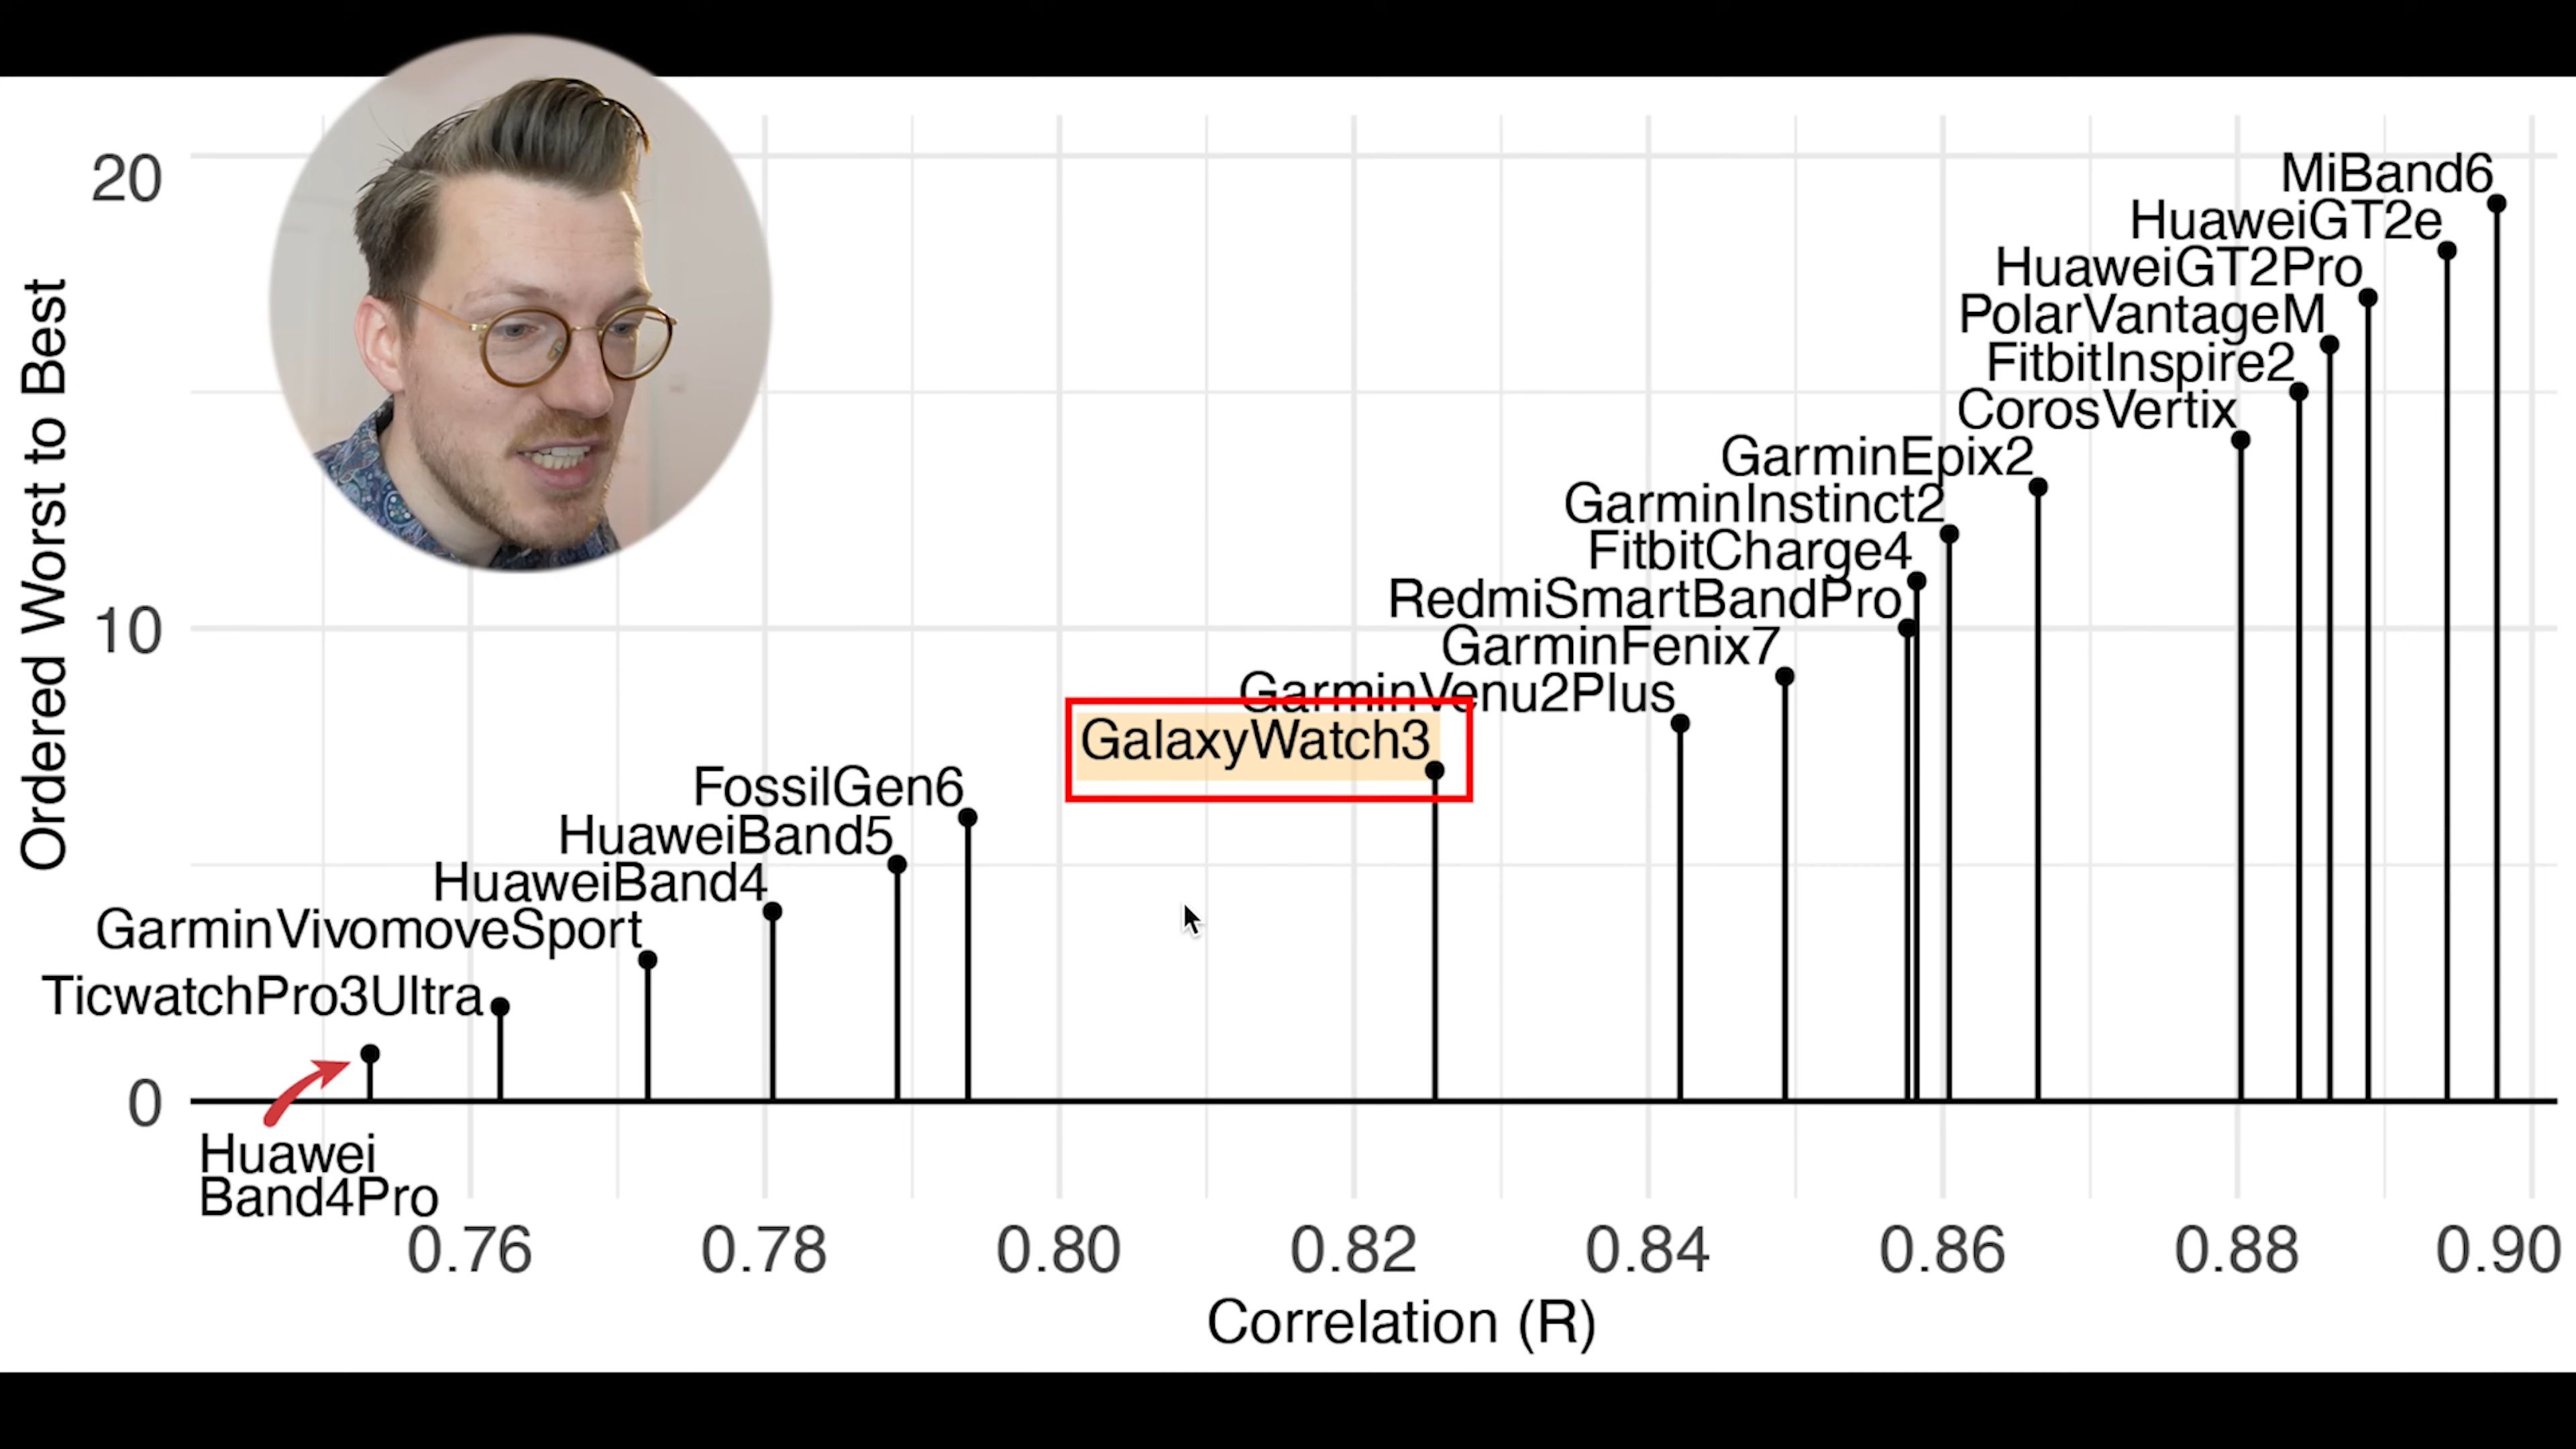 20
10
0
Ordered Worst to Best
MiBand6
HuaweiGT2e
HuaweiGT2Pro
PolarVantageM
FitbitInspire2
CorosVertix
GarminEpix2
GarminInstinct2
FitbitCharge4
RedmiSmartBandPro
GarminFenix7
GarminVenu2Plus
GalaxyWatch3
FossilGen6
HuaweiBand5
HuaweiBand4
GarminVivomoveSport
TicwatchPro3Ultra
Huawei
Band4Pro
0.76 0.78 0.80 0.82 0.84 0.86 0.88 0.90
Correlation (R)